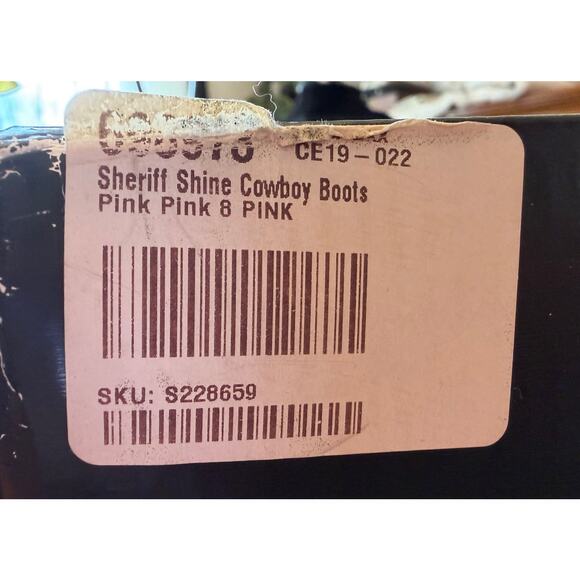 CE19-022
Sheriff Shine Cowboy Boots
Pink Pink 8 PINK
SKU: S228659